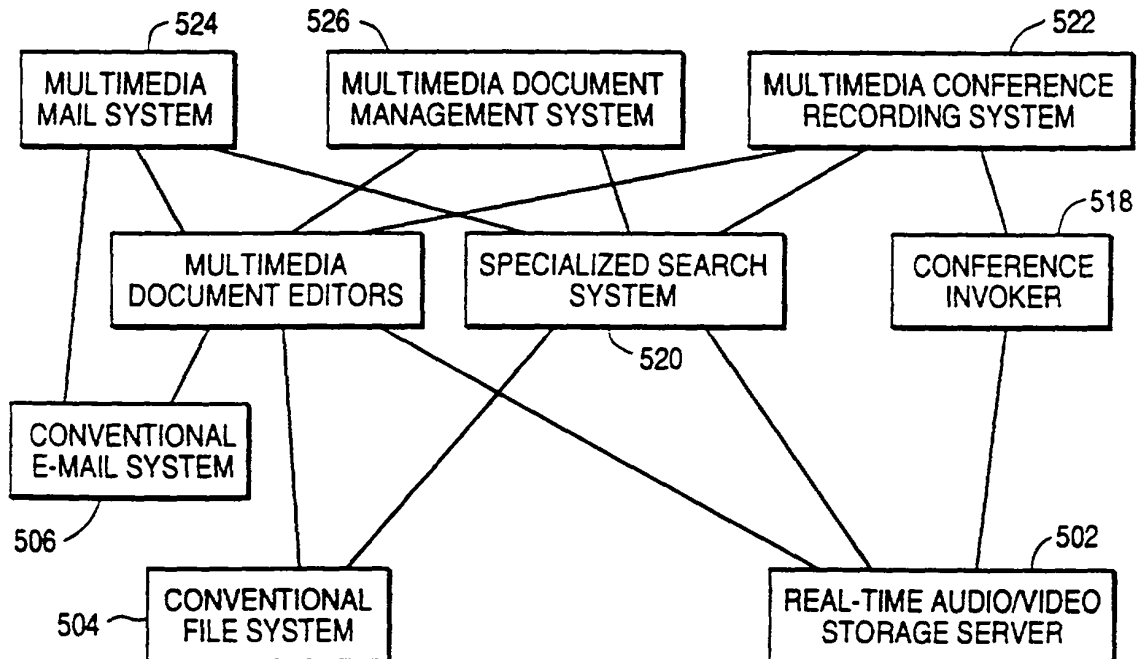 524
526
522
MULTIMEDIA
MAIL SYSTEM
MULTIMEDIA DOCUMENT
MANAGEMENT SYSTEM
MULTIMEDIA CONFERENCE
RECORDING SYSTEM
518
MULTIMEDIA
DOCUMENT EDITORS
SPECIALIZED SEARCH
SYSTEM
CONFERENCE
INVOKER
520
CONVENTIONAL
E-MAIL SYSTEM
506
502
504
CONVENTIONAL
FILE SYSTEM
REAL-TIME AUDIO/VIDEO
STORAGE SERVER